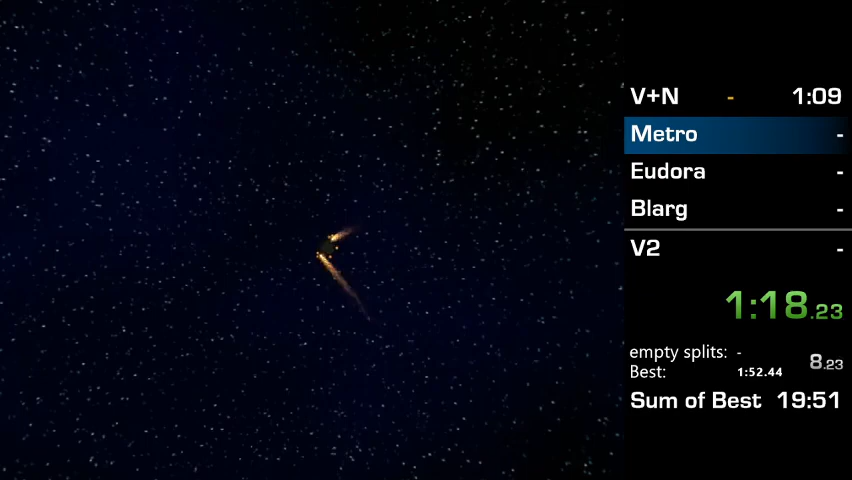 V+N - 1:09
Metro -
Eudora -
Blarg -
V2 -
1:18.23
empty splits: - 8.23
Best: 1:52.44
Sum of Best 19:51